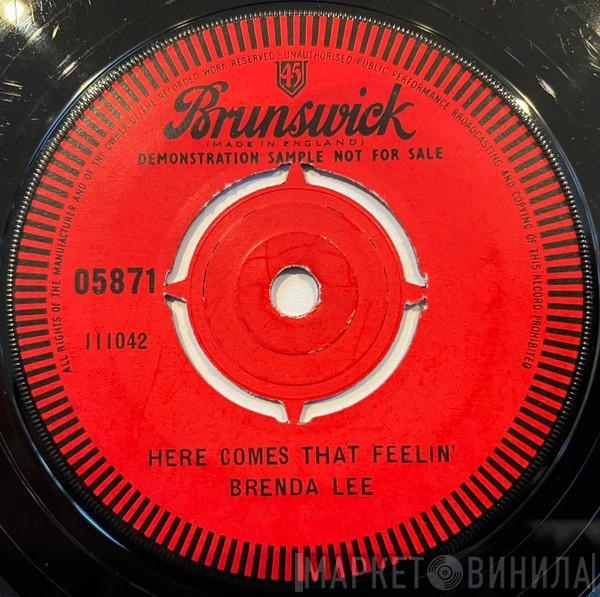 ALL RIGHTS OF THE MANUFACTURER AND OF THE OWNER OF THE RECORDED WORK RESERVED · UNAUTHORISED PUBLIC PERFORMANCE BROADCASTING AND COPYING OF THIS RECORD PROHIBITED
45
Brunswick
(MADE IN ENGLAND)
DEMONSTRATION SAMPLE NOT FOR SALE
05871
111042
HERE COMES THAT FEELIN'
BRENDA LEE
МАРКЕТ ВИНИЛА